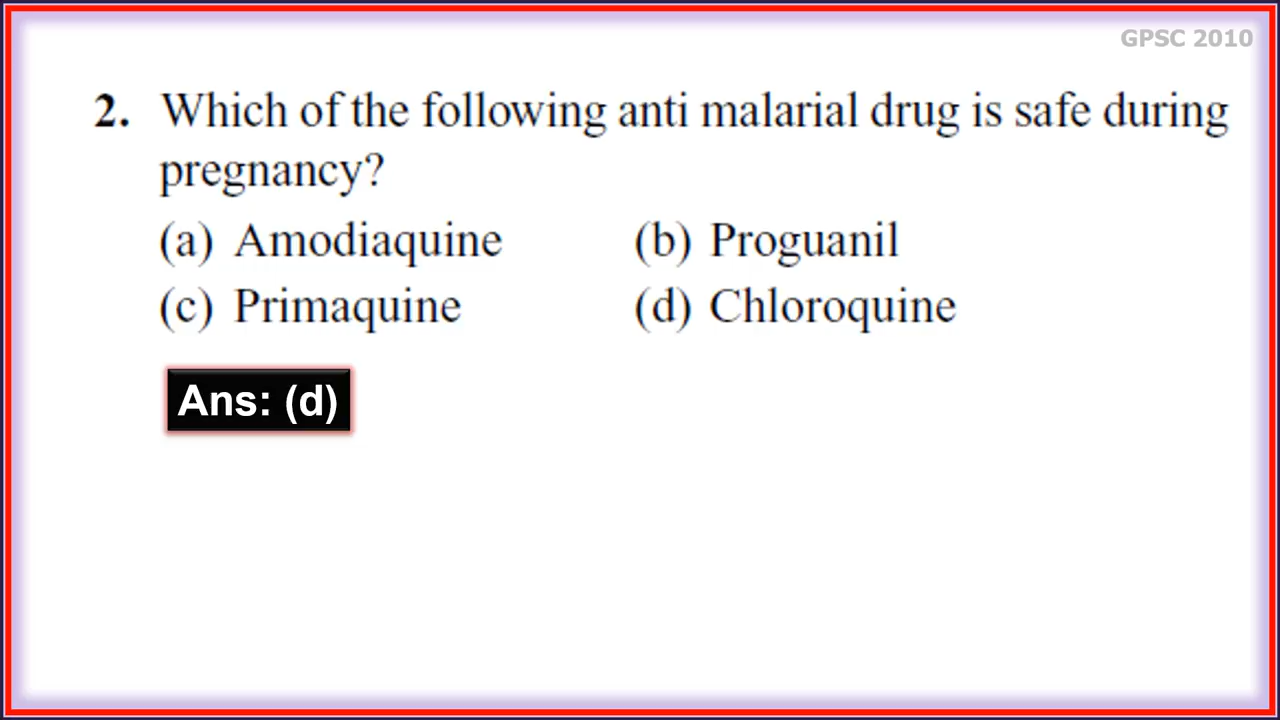 GPSC 2010
2. Which of the following anti malarial drug is safe during
pregnancy?
(a) Amodiaquine (b) Proguanil
(c) Primaquine (d) Chloroquine
Ans: (d)